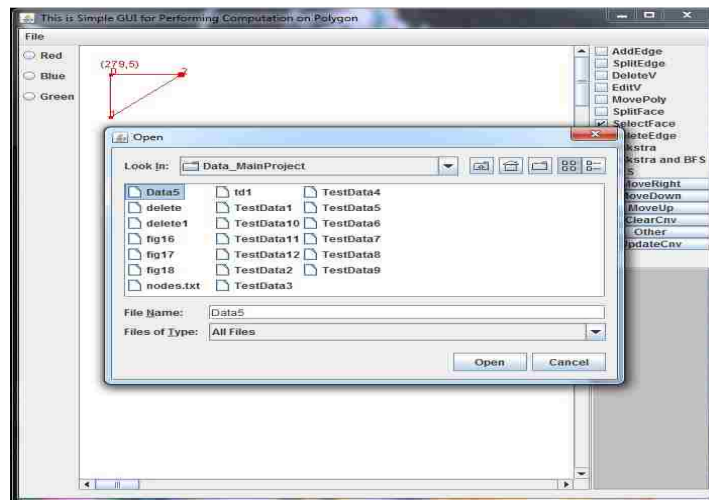 This is Simple GUI for Performing Computation on Polygon
File
Red
Blue
Green
(279,5)
2
AddEdge
SplitEdge
DeleteV
EditV
MovePoly
SplitFace
SelectFace
leteEdge
kstra
kstra and BFS
S
MoveRight
MoveDown
MoveUp
ClearCnv
Other
UpdateCnv
Open
Look In:
Data_MainProject
Data5
td1
TestData4
delete
TestData1
TestData5
delete1
TestData10
TestData6
fig16
TestData11
TestData7
fig17
TestData12
TestData8
fig18
TestData2
TestData9
nodes.txt
TestData3
File Name:
Data5
Files of Type:
All Files
Open
Cancel